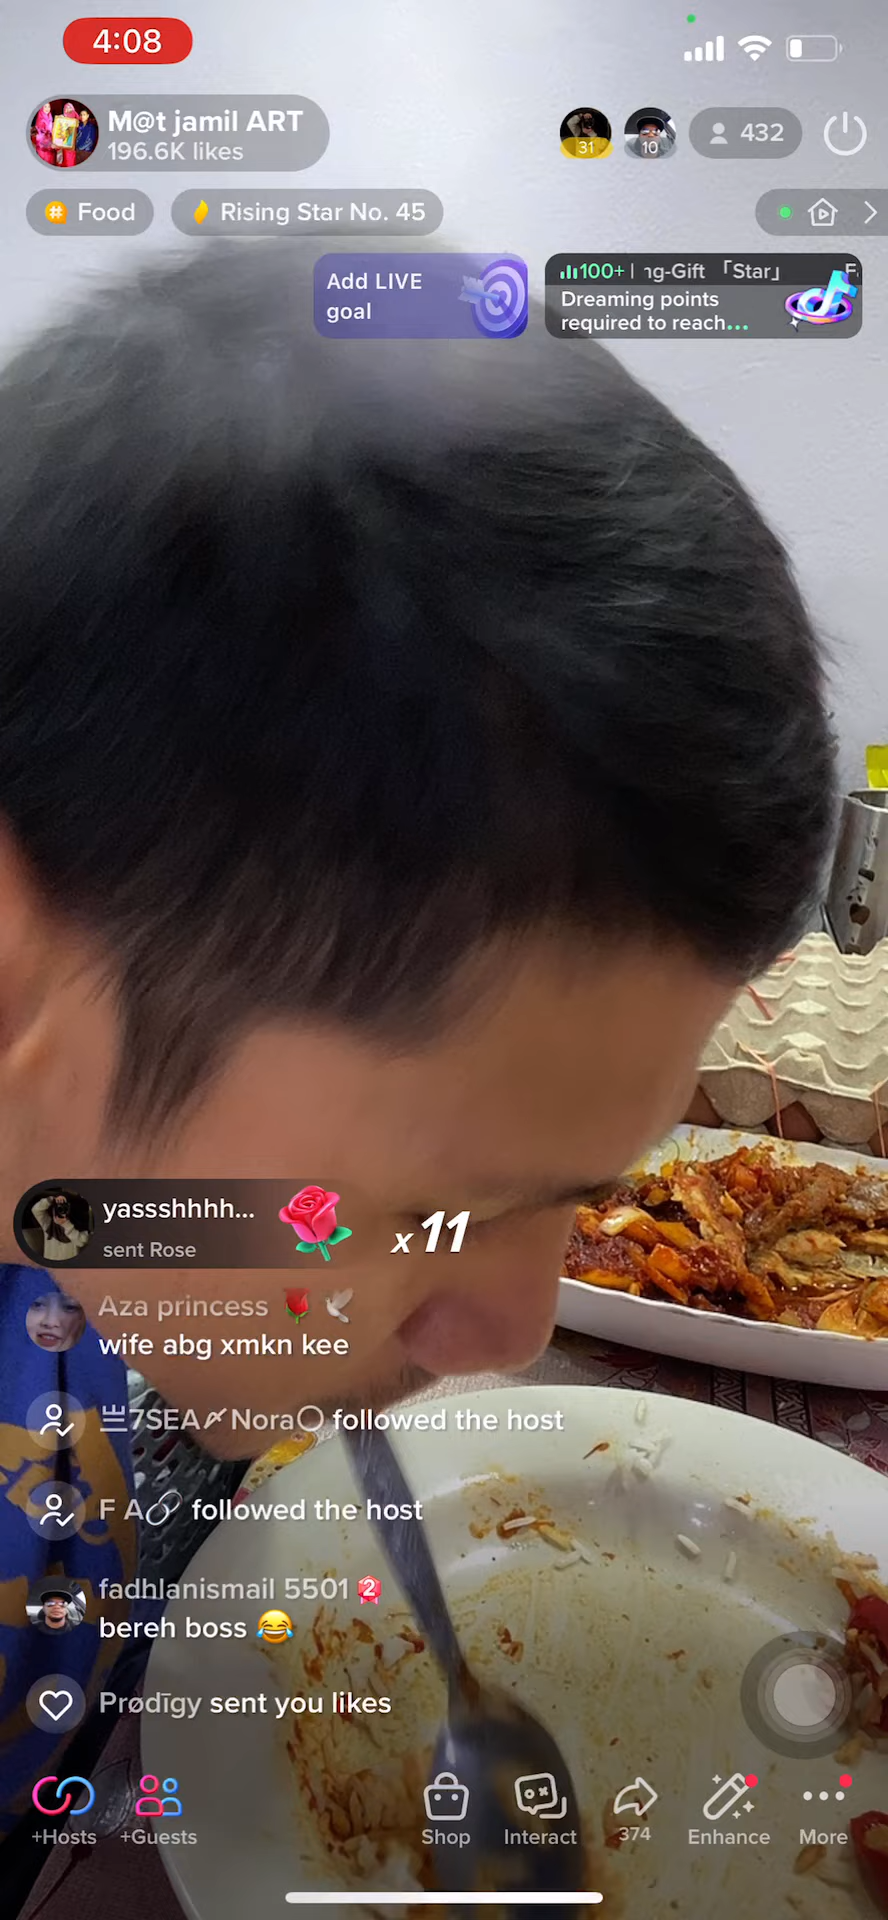 4:08
M@t jamil ART
196.6K likes
31
10
432
Food
Rising Star No. 45
Add LIVE
goal
100+ | ng-Gift 「Star」 F
Dreaming points
required to reach...
yassshhhh...
sent Rose
x 11
Aza princess 🌹 🕊️
wife abg xmkn kee
7SEA Nora followed the host
F A🔗 followed the host
fadhlanismail 5501 2
bereh boss 😂
Prødīgy sent you likes
+Hosts
+Guests
Shop
Interact
374
Enhance
More